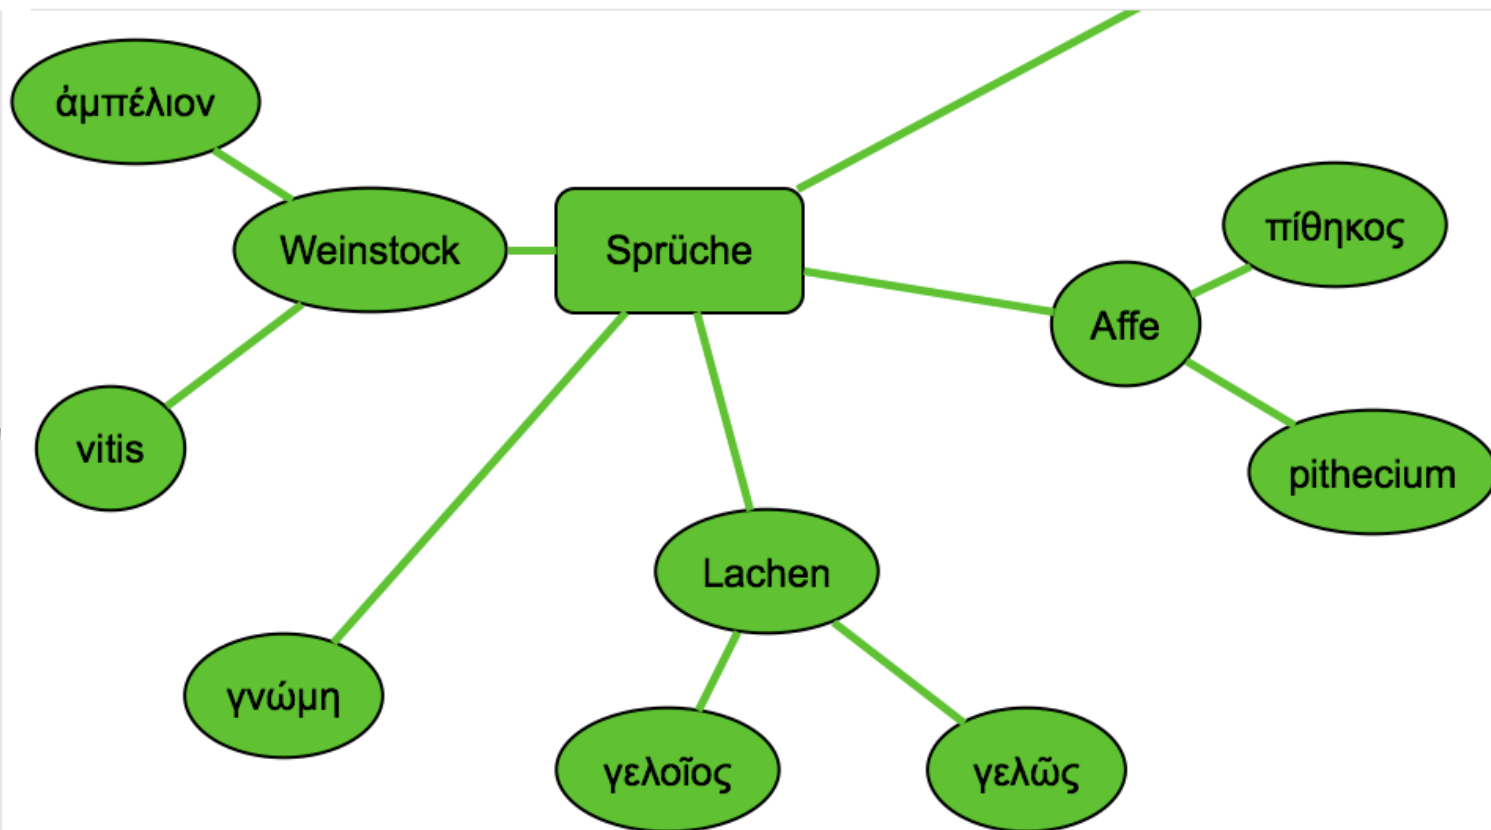 ἀμπέλιον
Weinstock
Sprüche
πίθηκος
Affe
vitis
pithecium
Lachen
γνώμη
γελοῖος
γελῶς